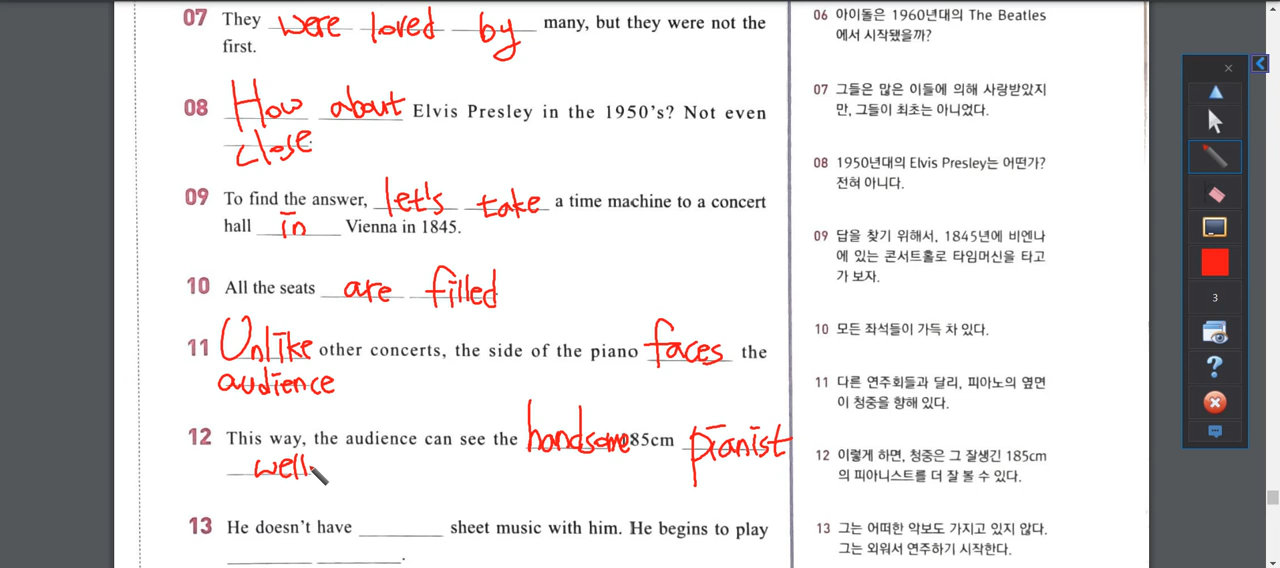 07 They were loved by many, but they were not the
first.
08 How about Elvis Presley in the 1950's? Not even
close
09 To find the answer, let's take a time machine to a concert
hall in Vienna in 1845.
10 All the seats are filled
11 Unlike other concerts, the side of the piano faces the
audience
12 This way, the audience can see the handsome 85cm pianist
well
13 He doesn't have ________ sheet music with him. He begins to play
________ ________.
06 아이돌은 1960년대의 The Beatles
에서 시작됐을까?
07 그들은 많은 이들에 의해 사랑받았지
만, 그들이 최초는 아니었다.
08 1950년대의 Elvis Presley는 어떤가?
전혀 아니다.
09 답을 찾기 위해서, 1845년에 비엔나
에 있는 콘서트홀로 타임머신을 타고
가 보자.
10 모든 좌석들이 가득 차 있다.
11 다른 연주회들과 달리, 피아노의 옆면
이 청중을 향해 있다.
12 이렇게 하면, 청중은 그 잘생긴 185cm
의 피아니스트를 더 잘 볼 수 있다.
13 그는 어떠한 악보도 가지고 있지 않다.
그는 외워서 연주하기 시작한다.
3